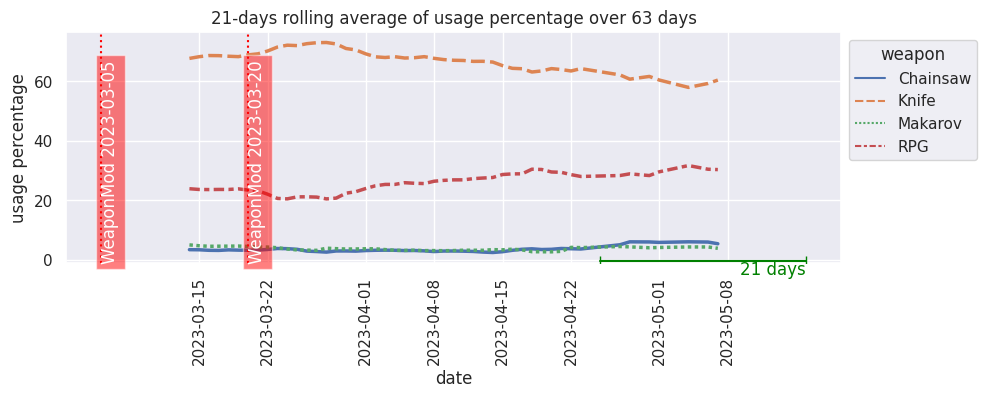 21-days rolling average of usage percentage over 63 days
usage percentage
60
40
20
0
WeaponMod 2023-03-05
WeaponMod 2023-03-20
21 days
2023-03-15
2023-03-22
2023-04-01
2023-04-08
2023-04-15
2023-04-22
2023-05-01
2023-05-08
date
weapon
Chainsaw
Knife
Makarov
RPG